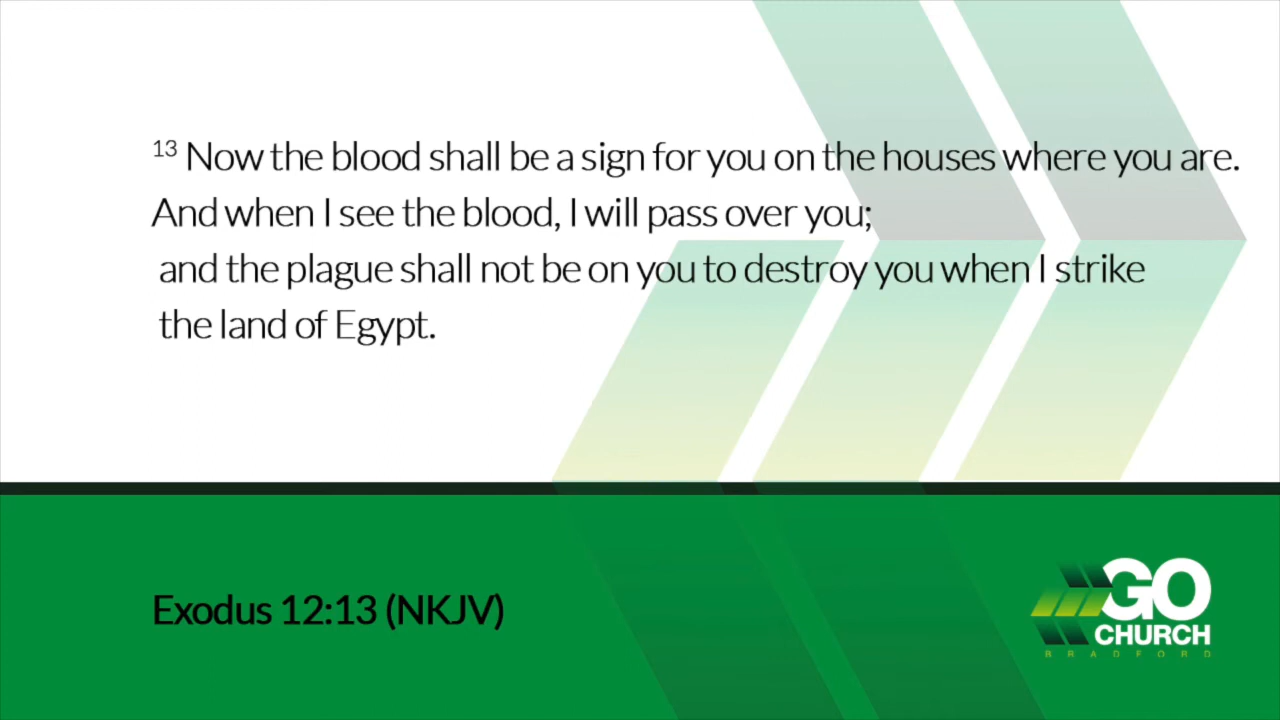 13 Now the blood shall be a sign for you on the houses where you are.
And when I see the blood, I will pass over you;
and the plague shall not be on you to destroy you when I strike
the land of Egypt.
Exodus 12:13 (NKJV)
GO
CHURCH
BRADFORD